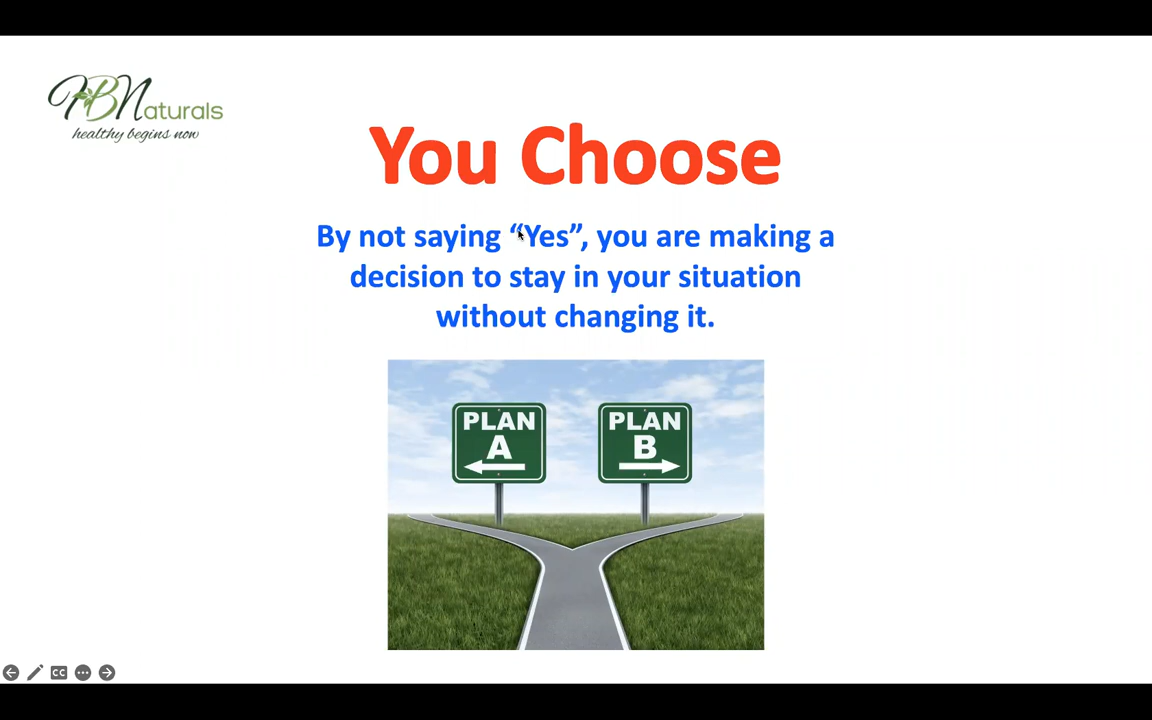 HBNaturals
healthy begins now
You Choose
By not saying “Yes”, you are making a
decision to stay in your situation
without changing it.
PLAN
A
PLAN
B
CC